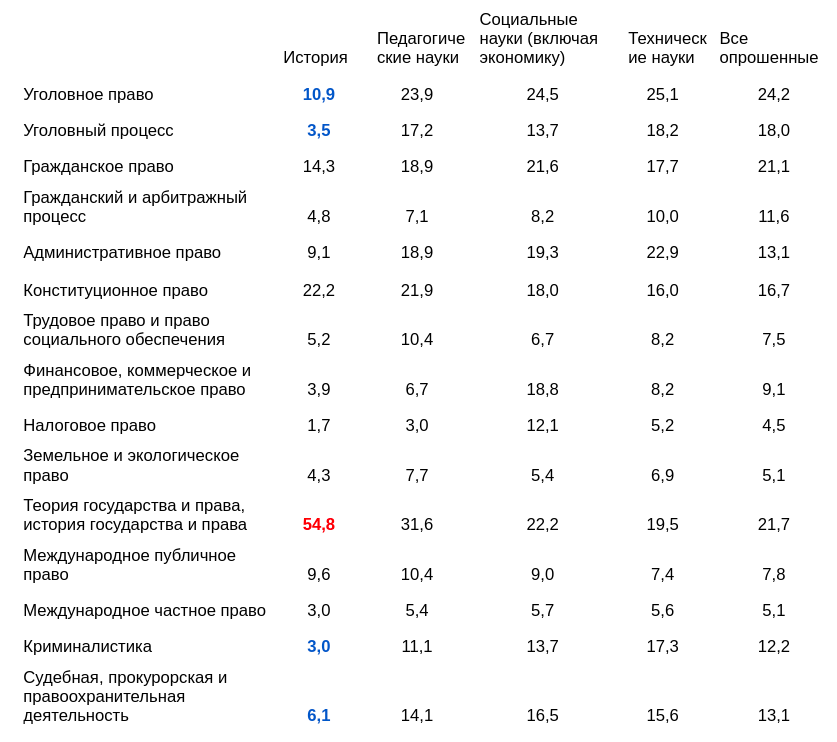 История Педагогиче
ские науки Социальные
науки (включая
экономику) Техническ
ие науки Все
опрошенные
Уголовное право 10,9 23,9 24,5 25,1 24,2
Уголовный процесс 3,5 17,2 13,7 18,2 18,0
Гражданское право 14,3 18,9 21,6 17,7 21,1
Гражданский и арбитражный
процесс 4,8 7,1 8,2 10,0 11,6
Административное право 9,1 18,9 19,3 22,9 13,1
Конституционное право 22,2 21,9 18,0 16,0 16,7
Трудовое право и право
социального обеспечения 5,2 10,4 6,7 8,2 7,5
Финансовое, коммерческое и
предпринимательское право 3,9 6,7 18,8 8,2 9,1
Налоговое право 1,7 3,0 12,1 5,2 4,5
Земельное и экологическое
право 4,3 7,7 5,4 6,9 5,1
Теория государства и права,
история государства и права 54,8 31,6 22,2 19,5 21,7
Международное публичное
право 9,6 10,4 9,0 7,4 7,8
Международное частное право 3,0 5,4 5,7 5,6 5,1
Криминалистика 3,0 11,1 13,7 17,3 12,2
Судебная, прокурорская и
правоохранительная
деятельность 6,1 14,1 16,5 15,6 13,1